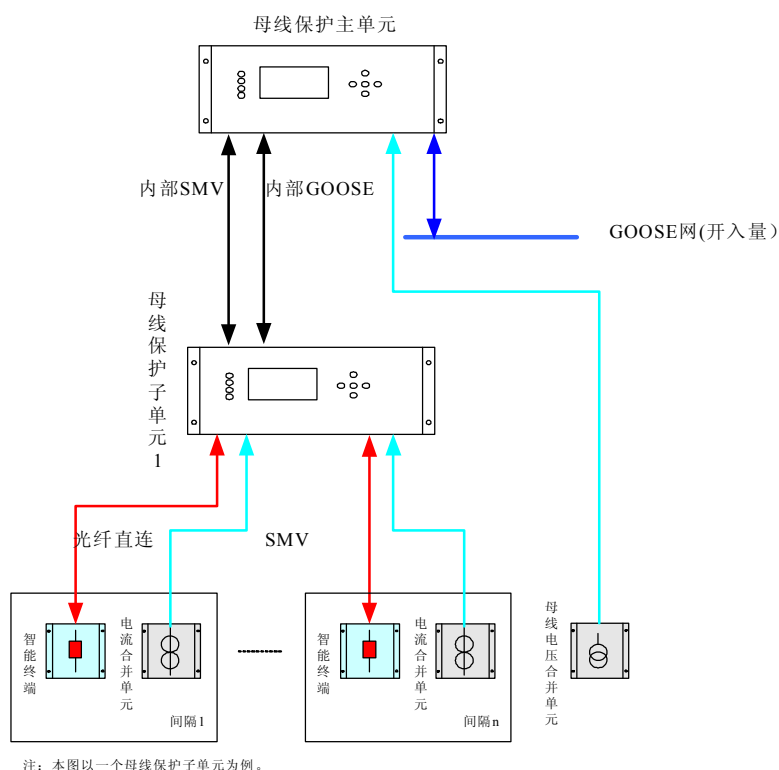 母线保护主单元
内部SMV
内部GOOSE
GOOSE网(开入量）
母线保护子单元1
光纤直连
SMV
智能终端
电流合并单元
间隔1
智能终端
电流合并单元
间隔n
母线电压合并单元
注：本图以一个母线保护子单元为例。